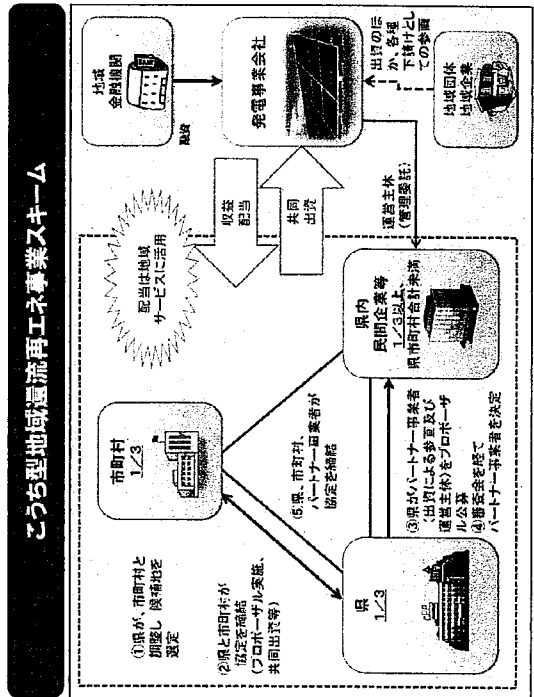 こうち型地域還流再エネ事業スキーム
①県が、市町村と
調整し、候補地を
選定
市町村
1/3
配当は地域
サービスに活用
収益
配当
共同
出資
地域
金融機関
融資
発電事業会社
出資のほ
か、各種
下請けとし
ての参画
地域団体
地域企業
運営主体
(管理委託)
②県と市町村が
協定を締結
(プロポーザル実施、
共同出資等)
⑤県、市町村、
パートナー事業者が
協定を締結
県
1/3
③県がパートナー事業者
(出資による参画及び
運営主体)をプロポーザ
ル公募
④審査会を経て
パートナー事業者を決定
県内
民間企業等
1/3以上、
県市町村合計未満